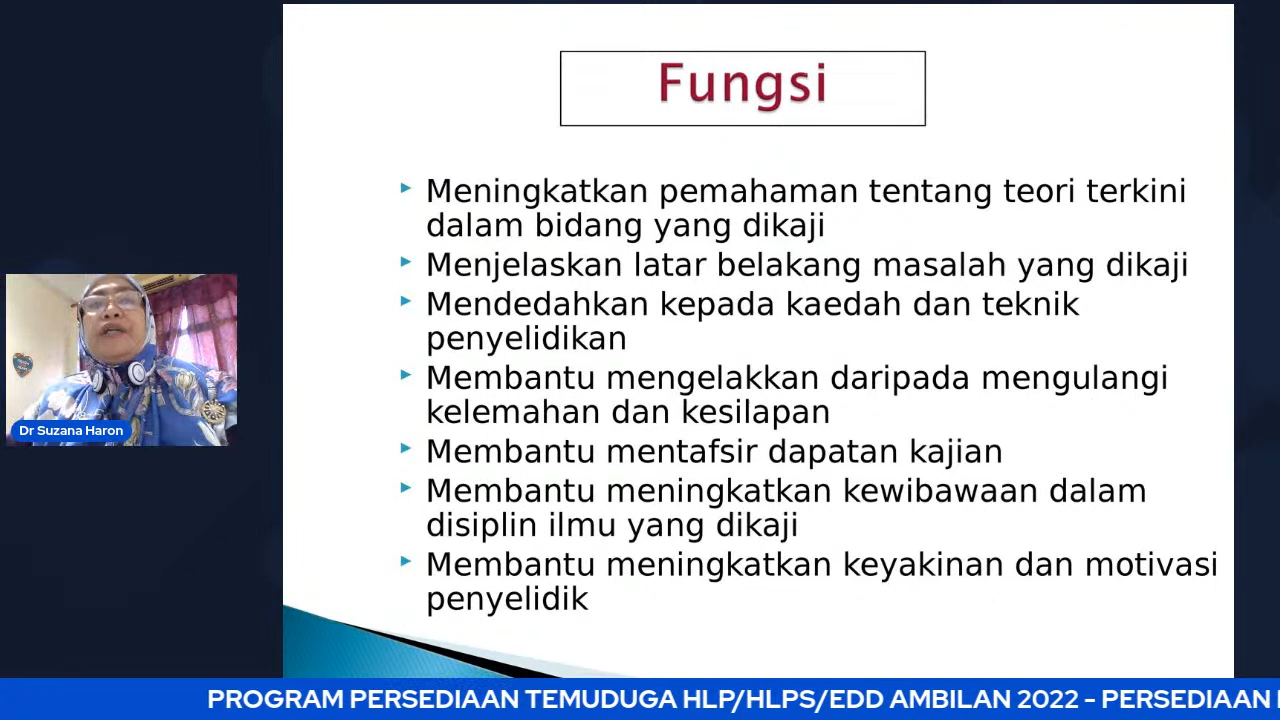 Fungsi
Meningkatkan pemahaman tentang teori terkini
dalam bidang yang dikaji
Menjelaskan latar belakang masalah yang dikaji
Mendedahkan kepada kaedah dan teknik
penyelidikan
Membantu mengelakkan daripada mengulangi
kelemahan dan kesilapan
Membantu mentafsir dapatan kajian
Membantu meningkatkan kewibawaan dalam
disiplin ilmu yang dikaji
Membantu meningkatkan keyakinan dan motivasi
penyelidik
Dr Suzana Haron
PROGRAM PERSEDIAAN TEMUDUGA HLP/HLPS/EDD AMBILAN 2022 - PERSEDIAAN